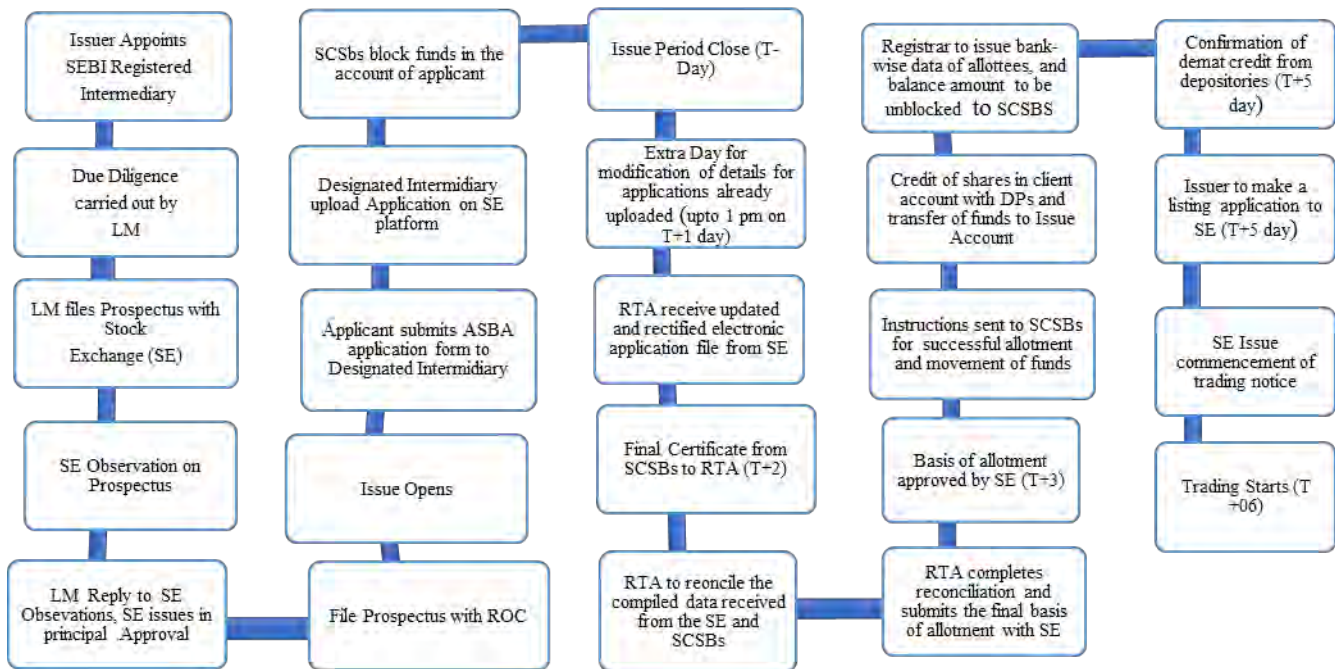 Issuer Appoints
SEBI Registered
Intermediary
Due Diligence
carried out by
LM
LM files Prospectus with
Stock
Exchange (SE)
SE Observation on
Prospectus
LM Reply to SE
Obsevations, SE issues in
principal .Approval
File Prospectus with ROC
Issue Opens
Applicant submits ASBA
application form to
Designated Intermidiary
Designated Intermidiary
upload Application on SE
platform
SCSbs block funds in the
account of applicant
Issue Period Close (T-
Day)
Extra Day for
modification of details for
applications already
uploaded (upto 1 pm on
T+1 day)
RTA receive updated
and rectified electronic
application file from SE
Final Certificate from
SCSBs to RTA (T+2)
RTA to reconcile the
compiled data received
from the SE and
SCSBs
RTA completes
reconciliation and
submits the final basis
of allotment with SE
Basis of allotment
approved by SE (T+3)
Instructions sent to SCSBs
for successful allotment
and movement of funds
Credit of shares in client
account with DPs and
transfer of funds to Issue
Account
Registrar to issue bank-
wise data of allottees, and
balance amount to be
unblocked to SCSBS
Confirmation of
demat credit from
depositories (T+5
day)
Issuer to make a
listing application to
SE (T+5 day)
SE Issue
commencement of
trading notice
Trading Starts (T
+06)